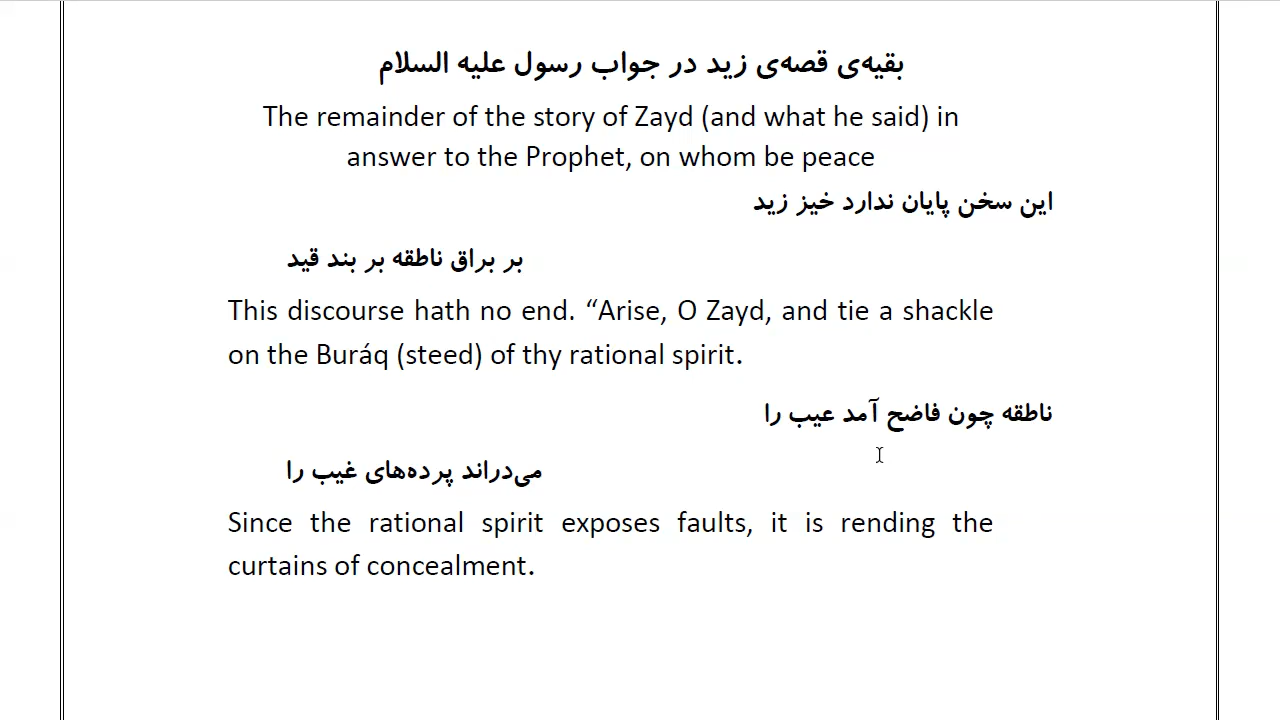 بقیه‌ی قصه‌ی زید در جواب رسول علیه السلام
The remainder of the story of Zayd (and what he said) in
answer to the Prophet, on whom be peace
این سخن پایان ندارد خیز زید
بر براق ناطقه بر بند قید
This discourse hath no end. “Arise, O Zayd, and tie a shackle
on the Buráq (steed) of thy rational spirit.
ناطقه چون فاضح آمد عیب را
می‌دراند پرده‌های غیب را
Since the rational spirit exposes faults, it is rending the
curtains of concealment.